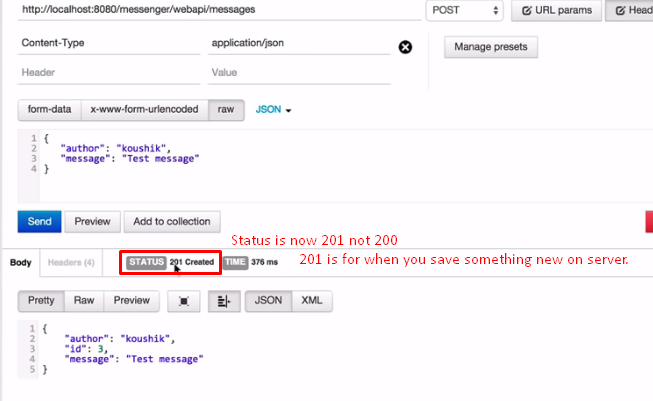 http://localhost:8080/messenger/webapi/messages POST URL params Head
Content-Type application/json Manage presets
Header Value
form-data x-www-form-urlencoded raw JSON
1 {
2 "author": "koushik",
3 "message": "Test message"
4 }
Send Preview Add to collection
Status is now 201 not 200
Body Headers (4) STATUS 201 Created TIME 376 ms 201 is for when you save something new on server.
Pretty Raw Preview JSON XML
1 {
2 "author": "koushik",
3 "id": 3,
4 "message": "Test message"
5 }